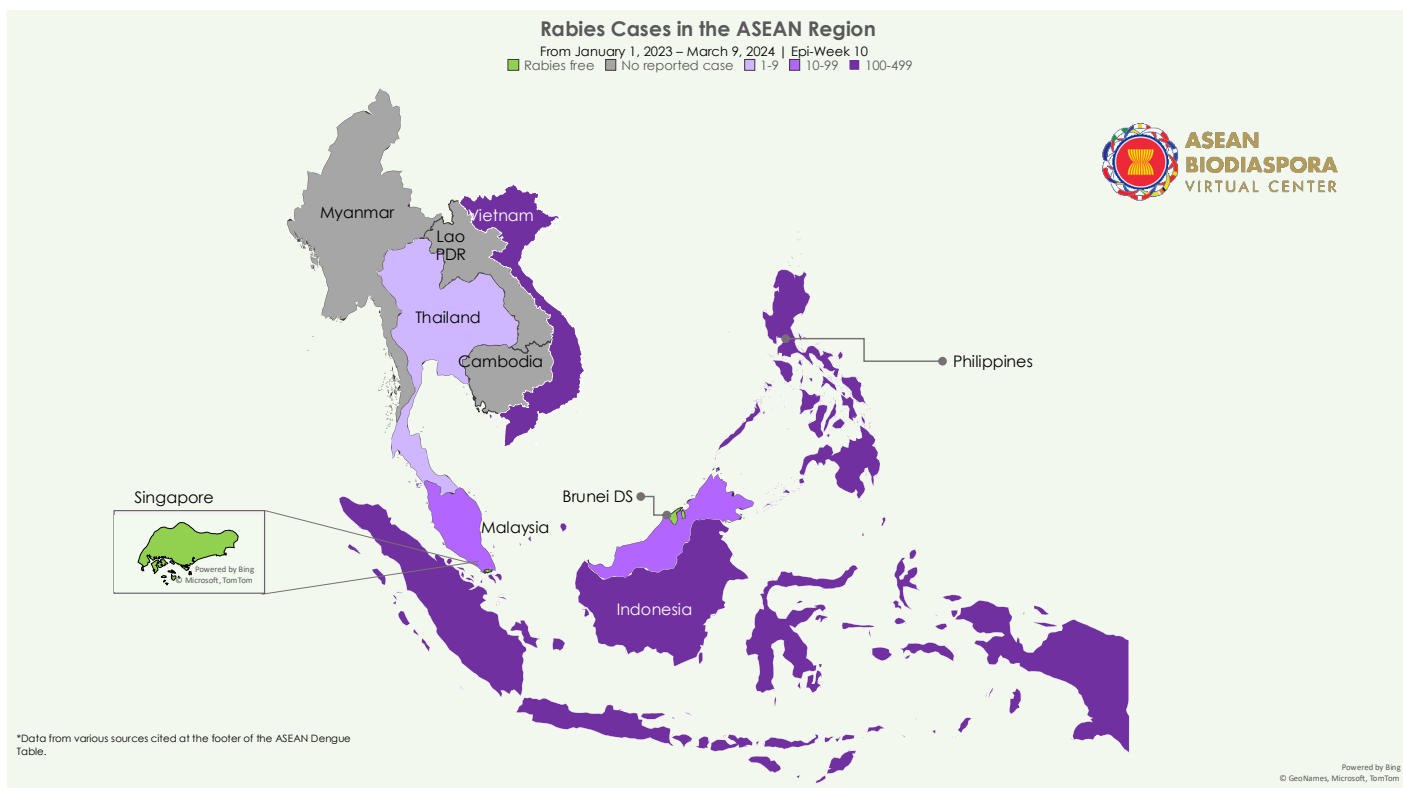 Rabies Cases in the ASEAN Region
From January 1, 2023 – March 9, 2024 | Epi-Week 10
Rabies free No reported case 1-9 10-99 100-499
ASEAN
BIODIASPORA
VIRTUAL CENTER
Myanmar
Vietnam
Lao
PDR
Thailand
Cambodia
Philippines
Singapore
Brunei DS
Malaysia
Powered by Bing
© Microsoft, TomTom
Indonesia
*Data from various sources cited at the footer of the ASEAN Dengue
Table.
Powered by Bing
© GeoNames, Microsoft, TomTom